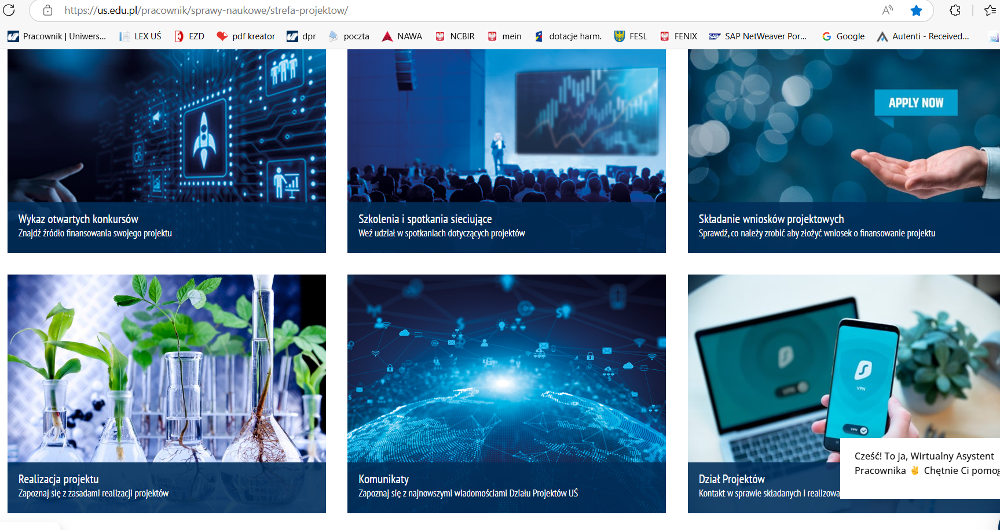 https://us.edu.pl/pracownik/sprawy-naukowe/strefa-projektow/
Pracownik | Uniwers... LEX UŚ EZD pdf kreator dpr poczta NAWA NCBIR mein dotacje harm. FESL FENIX SAP SAP NetWeaver Por... Google Autenti - Received...
APPLY NOW
Wykaz otwartych konkursów
Znajdź źródło finansowania swojego projektu
Szkolenia i spotkania sieciujące
Weź udział w spotkaniach dotyczących projektów
Składanie wniosków projektowych
Sprawdź, co należy zrobić aby złożyć wniosek o finansowanie projektu
VPN
VPN
Realizacja projektu
Zapoznaj się z zasadami realizacji projektów
Komunikaty
Zapoznaj się z najnowszymi wiadomościami Działu Projektów UŚ
Dział Projektów
Kontakt w sprawie składanych i realizowa
Cześć! To ja, Wirtualny Asystent
Pracownika ✌ Chętnie Ci pomog